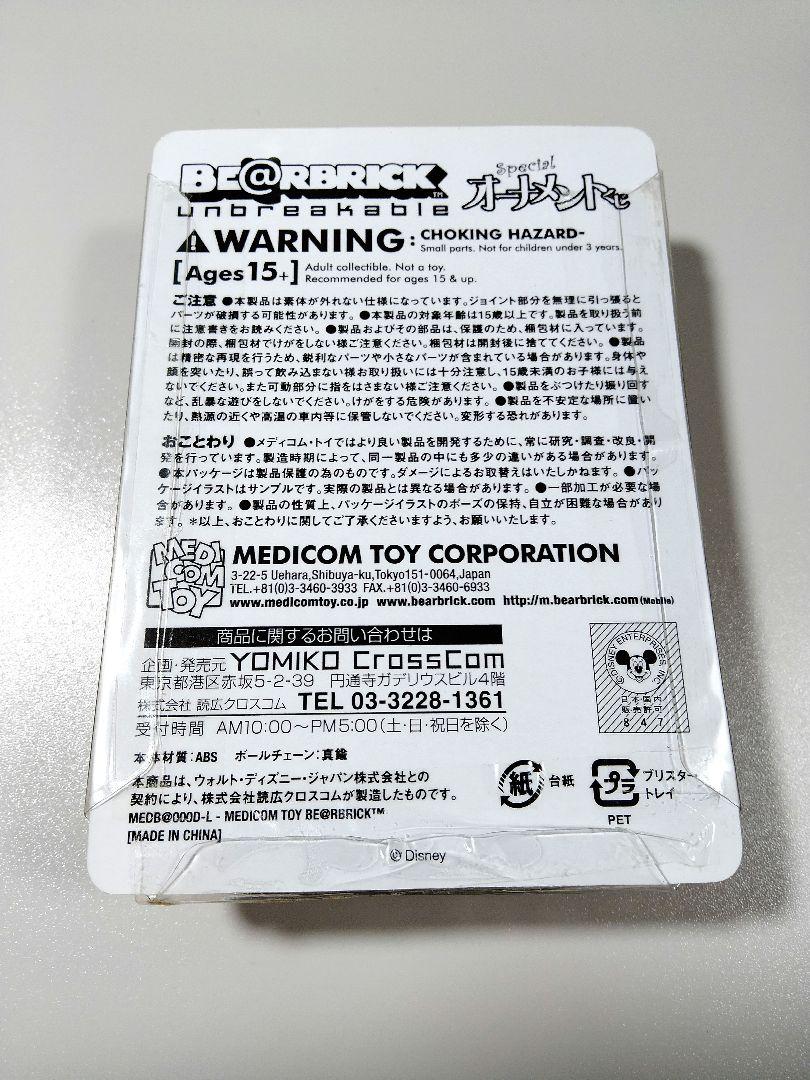 BE@RBRICK TM
unbreakable
Special
オーナメントくじ
WARNING: CHOKING HAZARD-
Small parts. Not for children under 3 years.
[Ages 15+] Adult collectible. Not a toy.
Recommended for ages 15 & up.
ご注意 ●本製品は素体が外れない仕様になっています。ジョイント部分を無理に引っ張ると
パーツが破損する可能性があります。 ●本製品の対象年齢は15歳以上です。製品を取り扱う前
に注意書きをお読みください。 ●製品およびその部品は、保護のため、梱包材に入っています。
開封の際、梱包材でけがをしない様ご注意ください。梱包材は開封後に捨ててください。 ●製品
は精密な再現を行うため、鋭利なパーツや小さなパーツが含まれている場合があります。身体や
顔を突いたり、誤って飲み込まない様お取り扱いには十分注意し、15歳未満のお子様には与え
ないでください。また可動部分に指をはさまない様ご注意ください。 ●製品をぶつけたり振り回す
など、乱暴な遊びをしないでください。けがをする危険があります。 ●製品を不安定な場所に置い
たり、熱源の近くや高温の車内等に保管しないでください。変形する恐れがあります。
おことわり ●メディコム・トイではより良い製品を開発するために、常に研究・調査・改良・開
発を行っています。製造時期によって、同一製品の中にも多少の違いがある場合があります。
●本パッケージは製品保護の為のものです。ダメージによるお取替えはいたしかねます。 ●パッ
ケージイラストはサンプルです。実際の製品とは異なる場合があります。 ●一部加工が必要な場
合があります。 ●製品の性質上、パッケージイラストのポーズの保持、自立が困難な場合があり
ます。 ＊以上、おことわりに関してご了承くださいますよう、お願いいたします。
MEDI
COM
TOY
MEDICOM TOY CORPORATION
3-22-5 Uehara,Shibuya-ku,Tokyo151-0064,Japan
TEL.+81(0)3-3460-3933 FAX.+81(0)3-3460-6933
www.medicomtoy.co.jp www.bearbrick.com http://m.bearbrick.com (Mobile)
商品に関するお問い合わせは
企画・発売元 YOMIKO CrossCom
東京都港区赤坂5-2-39 円通寺ガデリウスビル4階
株式会社 読広クロスコム TEL 03-3228-1361
受付時間 AM10:00〜PM5:00(土・日・祝日を除く)
©DISNEY ENTERPRISES, INC.
日本国内
販売許可
847
本体材質:ABS ボールチェーン:真鍮
本商品は、ウォルト・ディズニー・ジャパン株式会社との
契約により、株式会社読広クロスコムが製造したものです。
MEDB@000D-L - MEDICOM TOY BE@RBRICK™
[MADE IN CHINA]
紙 台紙
プラ ブリスター・
トレイ
PET
© Disney